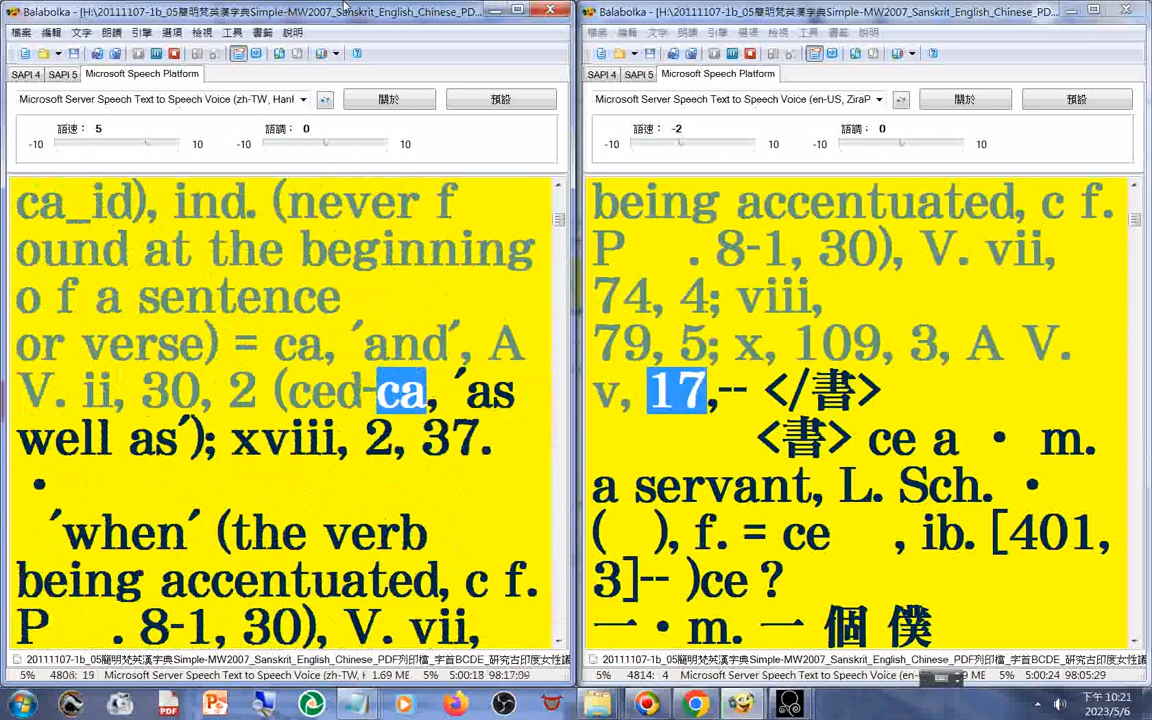 Balabolka - [H:\20111107-1b_05簡明梵英漢字典Simple-MW2007_Sanskrit_English_Chinese_PD...
檔案 編輯 文字 朗讀 引擎 選項 檢視 工具 書籤 說明
SAPI 4 SAPI 5 Microsoft Speech Platform
Microsoft Server Speech Text to Speech Voice (zh-TW, HanH
關於 預設
語速： 5 語調： 0
-10 10 -10 10
ca_id), ind. (never f
ound at the beginning
o f a sentence
or verse) = ca, ´and´, A
V. ii, 30, 2 (ced-ca, ´as
well as´); xviii, 2, 37.
•
´when´ (the verb
being accentuated, c f.
P . 8-1, 30), V. vii,
20111107-1b_05簡明梵英漢字典Simple-MW2007_Sanskrit_English_Chinese_PDF列印檔_字首BCDE_研究古印度女性議
5% 4806: 19 Microsoft Server Speech Text to Speech Voice (zh-TW, H 1.69 ME 5% 5:00:18 98:17:09
Balabolka - [H:\20111107-1b_05簡明梵英漢字典Simple-MW2007_Sanskrit_English_Chinese_PD...
檔案 編輯 文字 朗讀 引擎 選項 檢視 工具 書籤 說明
SAPI 4 SAPI 5 Microsoft Speech Platform
Microsoft Server Speech Text to Speech Voice (en-US, ZiraP
關於 預設
語速： -2 語調： 0
-10 10 -10 10
being accentuated, c f.
P . 8-1, 30), V. vii,
74, 4; viii,
79, 5; x, 109, 3, A V.
v, 17,-- </書>
<書> ce a • m.
a servant, L. Sch. •
( ), f. = ce , ib. [401,
3]-- )ce ?
一 • m. 一 個 僕
20111107-1b_05簡明梵英漢字典Simple-MW2007_Sanskrit_English_Chinese_PDF列印檔_字首BCDE_研究古印度女性議
5% 4814: 4 Microsoft Server Speech Text to Speech Voice 5% 5:00:24 98:05:29
PDF
下午 10:21
2023/5/6